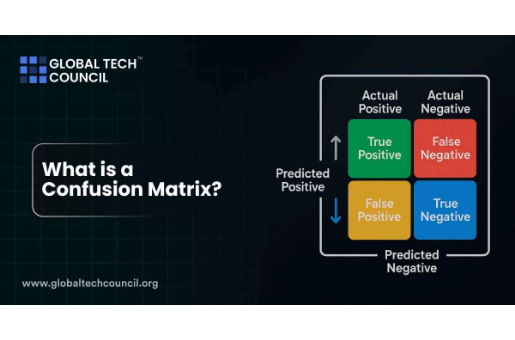 GLOBAL TECH™
COUNCIL
What is a
Confusion Matrix?
www.globaltechcouncil.org
Actual
Positive
Actual
Negative
Predicted
Positive
True
Positive
False
Negative
False
Positive
True
Negative
Predicted
Negative